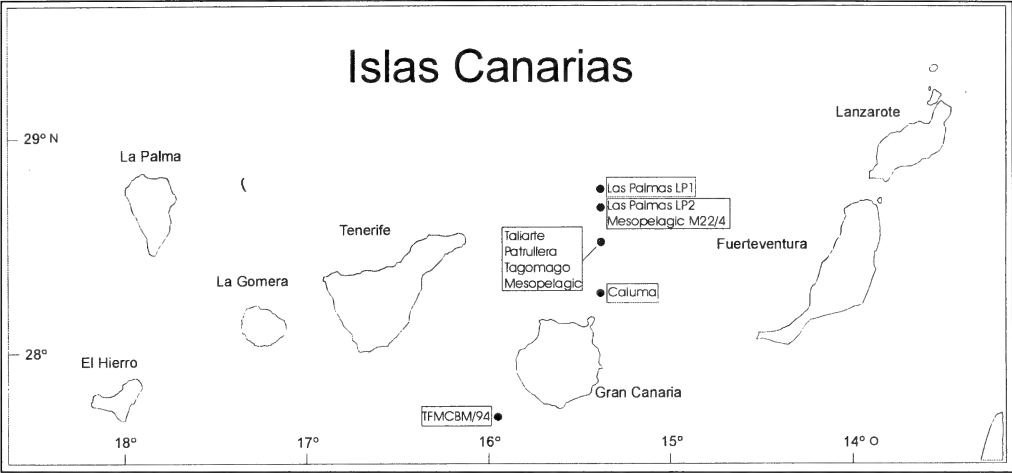 Islas Canarias
Lanzarote
29° N
La Palma
Las Palmas LP1
Las Palmas LP2
Mesopelagic M22/4
Tenerife
Taliarte
Patrullera
Tagomago
Mesopelagic
Fuerteventura
La Gomera
Caluma
28°
El Hierro
Gran Canaria
TFMCBM/94
18°
17°
16°
15°
14° O